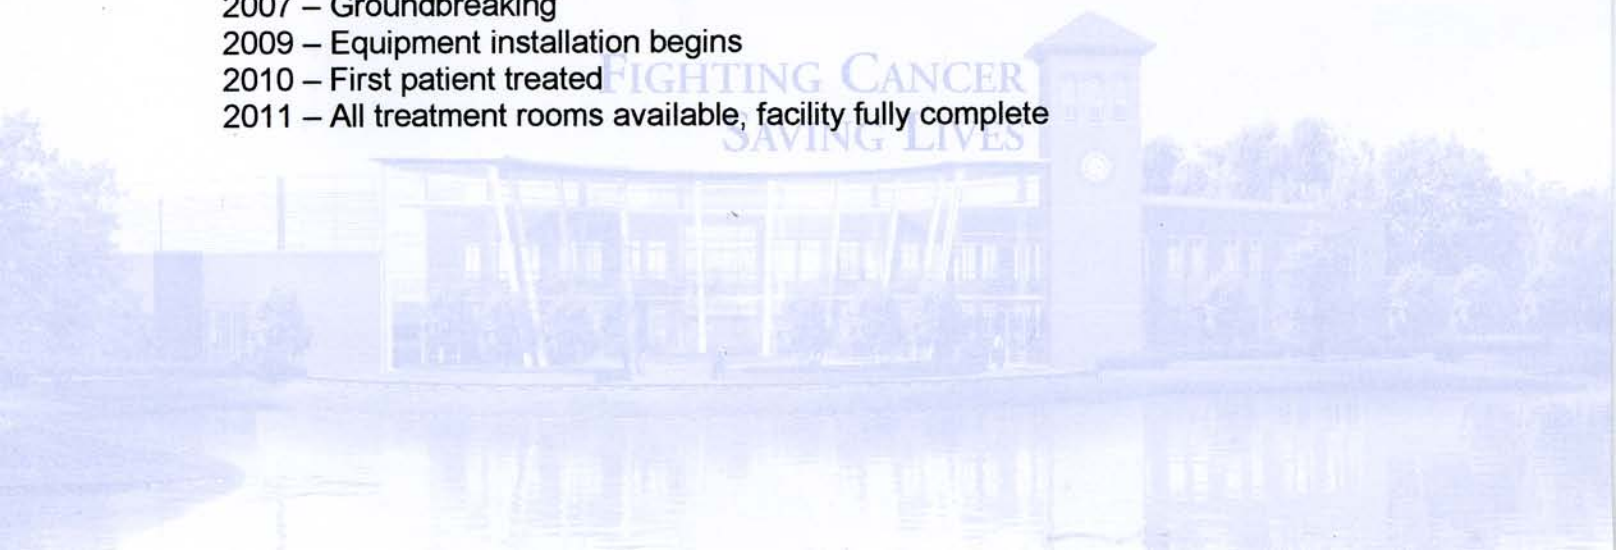 2007 – Groundbreaking
2009 – Equipment installation begins
2010 – First patient treated
FIGHTING CANCER
2011 – All treatment rooms available, facility fully complete
SAVING LIVES